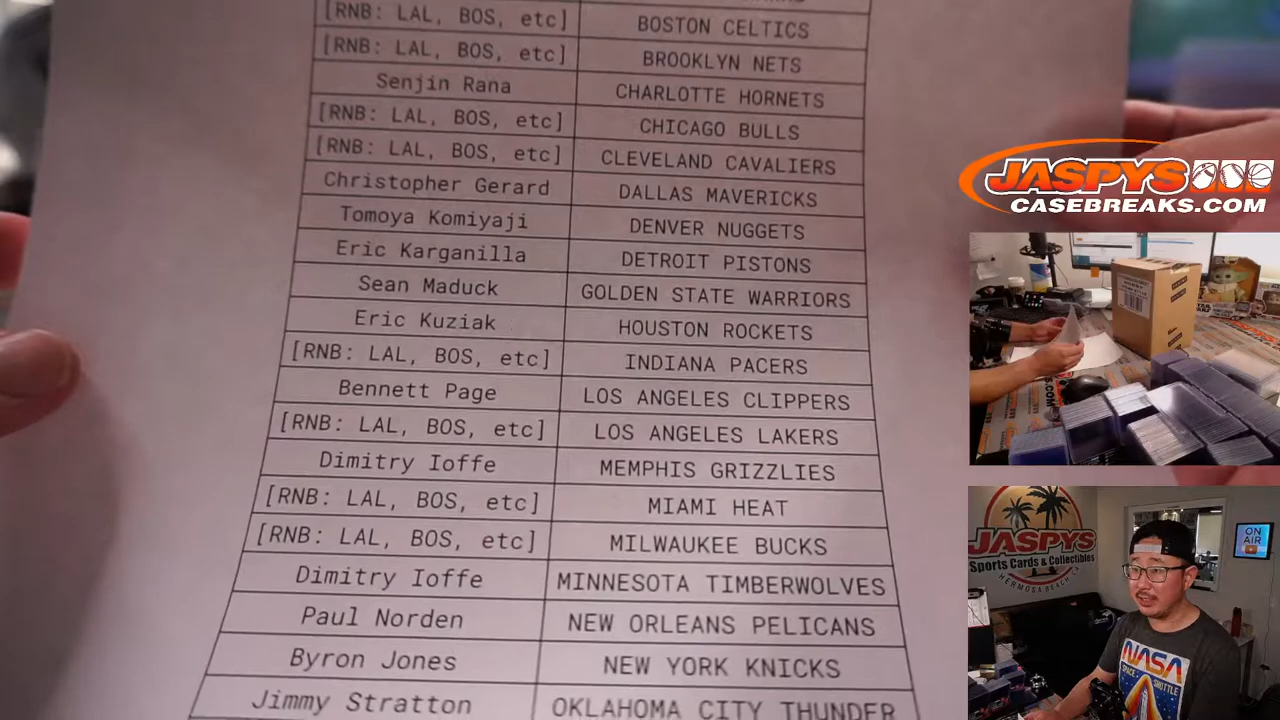 [RNB: LAL, BOS, etc] BOSTON CELTICS
[RNB: LAL, BOS, etc] BROOKLYN NETS
Senjin Rana CHARLOTTE HORNETS
[RNB: LAL, BOS, etc] CHICAGO BULLS
[RNB: LAL, BOS, etc] CLEVELAND CAVALIERS
Christopher Gerard DALLAS MAVERICKS
Tomoya Komiyaji DENVER NUGGETS
Eric Karganilla DETROIT PISTONS
Sean Maduck GOLDEN STATE WARRIORS
Eric Kuziak HOUSTON ROCKETS
[RNB: LAL, BOS, etc] INDIANA PACERS
Bennett Page LOS ANGELES CLIPPERS
[RNB: LAL, BOS, etc] LOS ANGELES LAKERS
Dimitry Ioffe MEMPHIS GRIZZLIES
[RNB: LAL, BOS, etc] MIAMI HEAT
[RNB: LAL, BOS, etc] MILWAUKEE BUCKS
Dimitry Ioffe MINNESOTA TIMBERWOLVES
Paul Norden NEW ORLEANS PELICANS
Byron Jones NEW YORK KNICKS
Jimmy Stratton OKLAHOMA CITY THUNDER
JASPYS
CASEBREAKS.COM
JASPYS
Sports Cards & Collectibles
HERMOSA BEACH, CA
ON
AIR
NASA
SPACE SHUTTLE